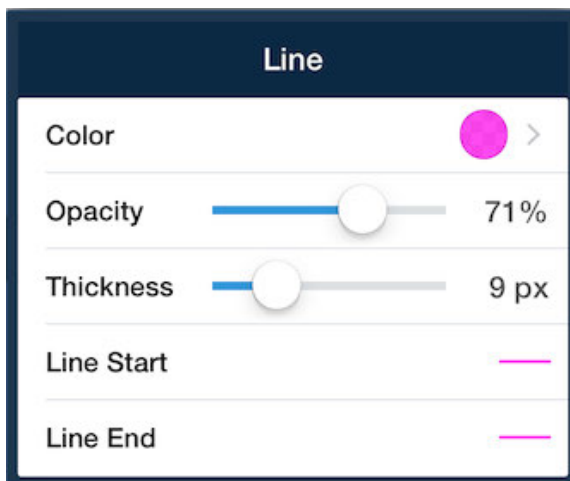 Line
Color
Opacity 71%
Thickness 9 px
Line Start
Line End